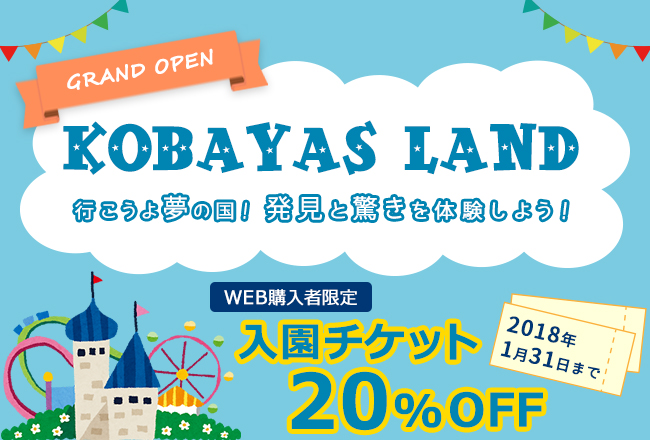 GRAND OPEN
KOBAYAS LAND
行こうよ夢の国！発見と驚きを体験しよう！
WEB購入者限定
入園チケット
20%OFF
2018年
1月31日まで